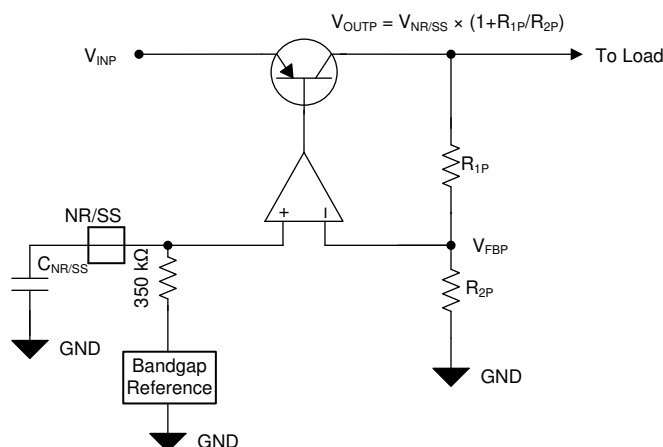 V_OUTP = V_NR/SS × (1+R_1P/R_2P)
V_INP
To Load
R_1P
+
–
NR/SS
V_FBP
C_NR/SS
350 kΩ
R_2P
GND
Bandgap
Reference
GND
GND